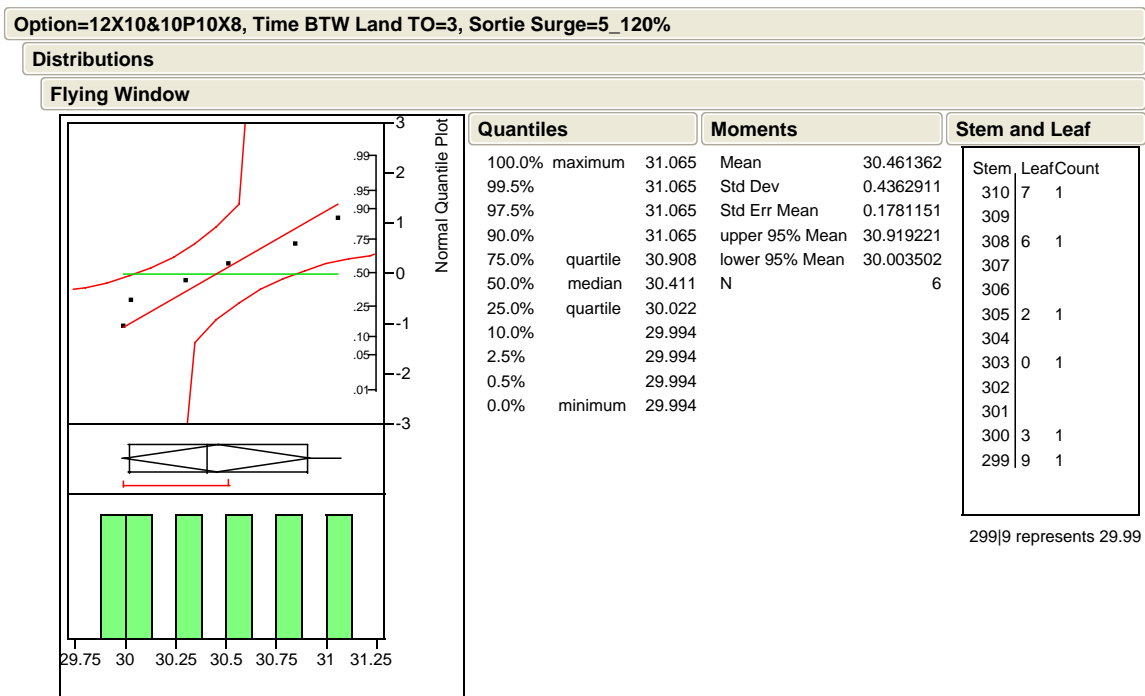 Option=12X10&10P10X8, Time BTW Land TO=3, Sortie Surge=5_120%
Distributions
Flying Window
3
2
1
0
-1
-2
-3
.99
.95
.90
.75
.50
.25
.10
.05
.01
Normal Quantile Plot
29.75 30 30.25 30.5 30.75 31 31.25
Quantiles
100.0% maximum 31.065
99.5% 31.065
97.5% 31.065
90.0% 31.065
75.0% quartile 30.908
50.0% median 30.411
25.0% quartile 30.022
10.0% 29.994
2.5% 29.994
0.5% 29.994
0.0% minimum 29.994
Moments
Mean 30.461362
Std Dev 0.4362911
Std Err Mean 0.1781151
upper 95% Mean 30.919221
lower 95% Mean 30.003502
N 6
Stem and Leaf
Stem Leaf Count
310 7 1
309
308 6 1
307
306
305 2 1
304
303 0 1
302
301
300 3 1
299 9 1
299|9 represents 29.99